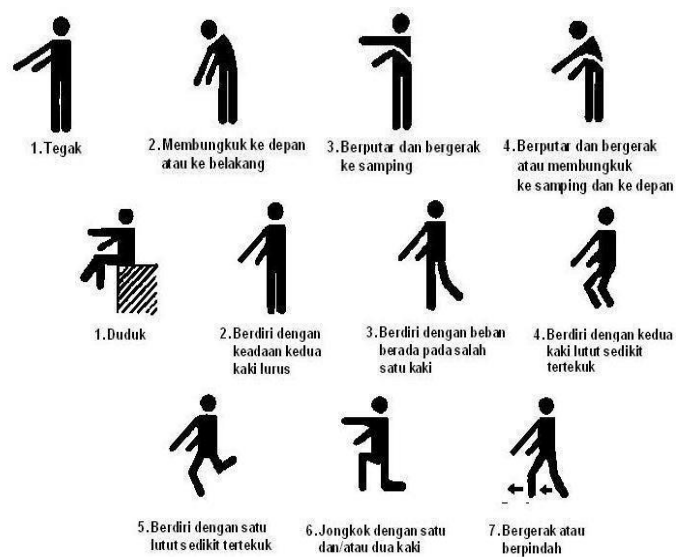 1.Tegak
2.Membungkuk ke depan
atau ke belakang
3.Berputar dan bergerak
ke samping
4.Berputar dan bergerak
atau membungkuk
ke samping dan ke depan
1.Duduk
2.Berdiri dengan
keadaan kedua
kaki lurus
3.Berdiri dengan beban
berada pada salah
satu kaki
4.Berdiri dengan kedua
kaki lutut sedikit
tertekuk
5.Berdiri dengan satu
lutut sedikit tertekuk
6.Jongkok dengan satu
dan/atau dua kaki
7.Bergerak atau
berpindah